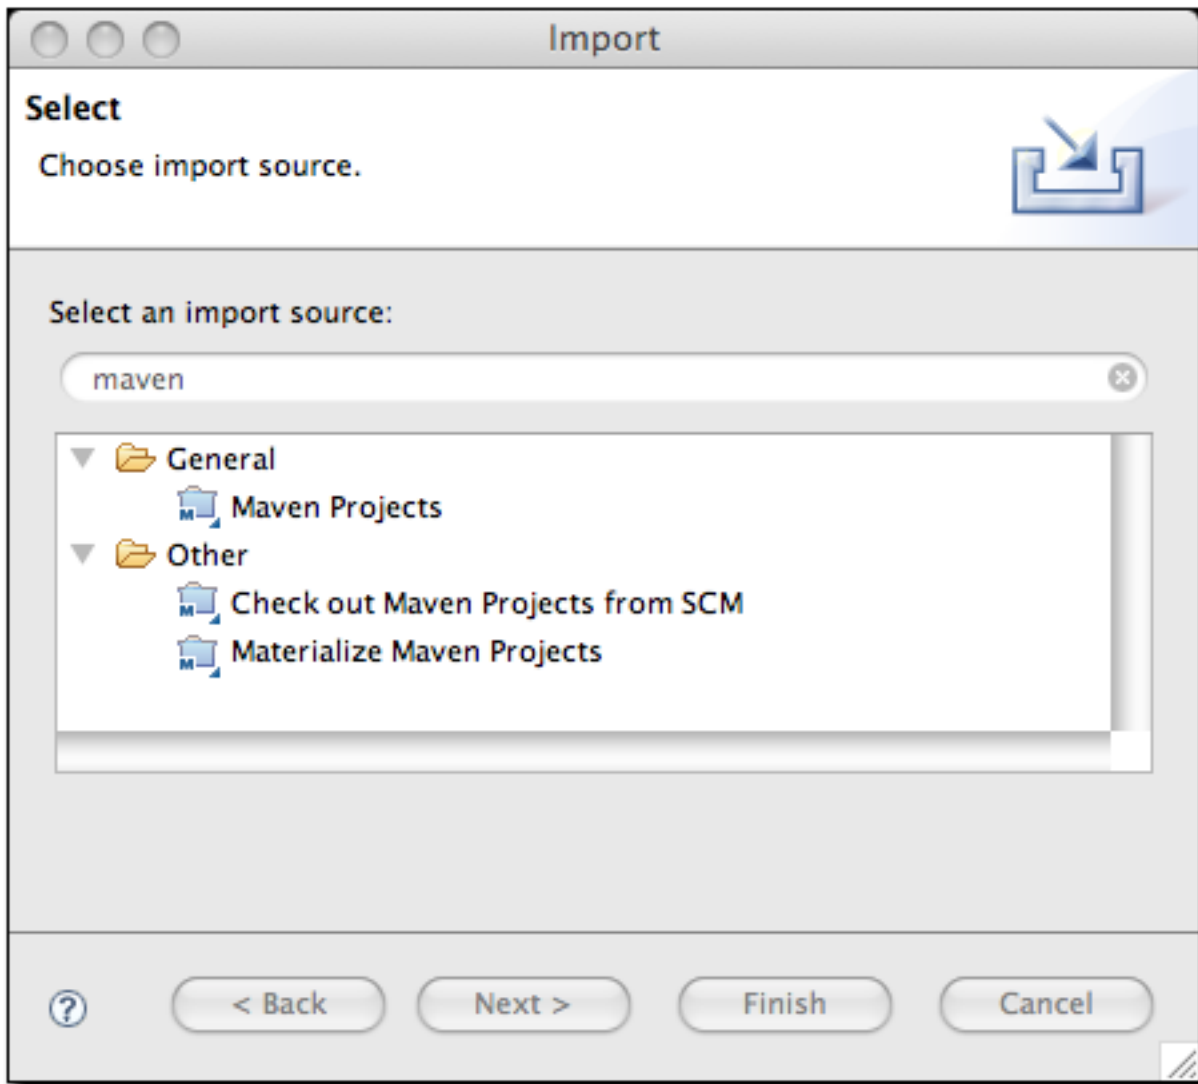 Import
Select
Choose import source.
Select an import source:
maven
General
Maven Projects
Other
Check out Maven Projects from SCM
Materialize Maven Projects
? < Back Next > Finish Cancel